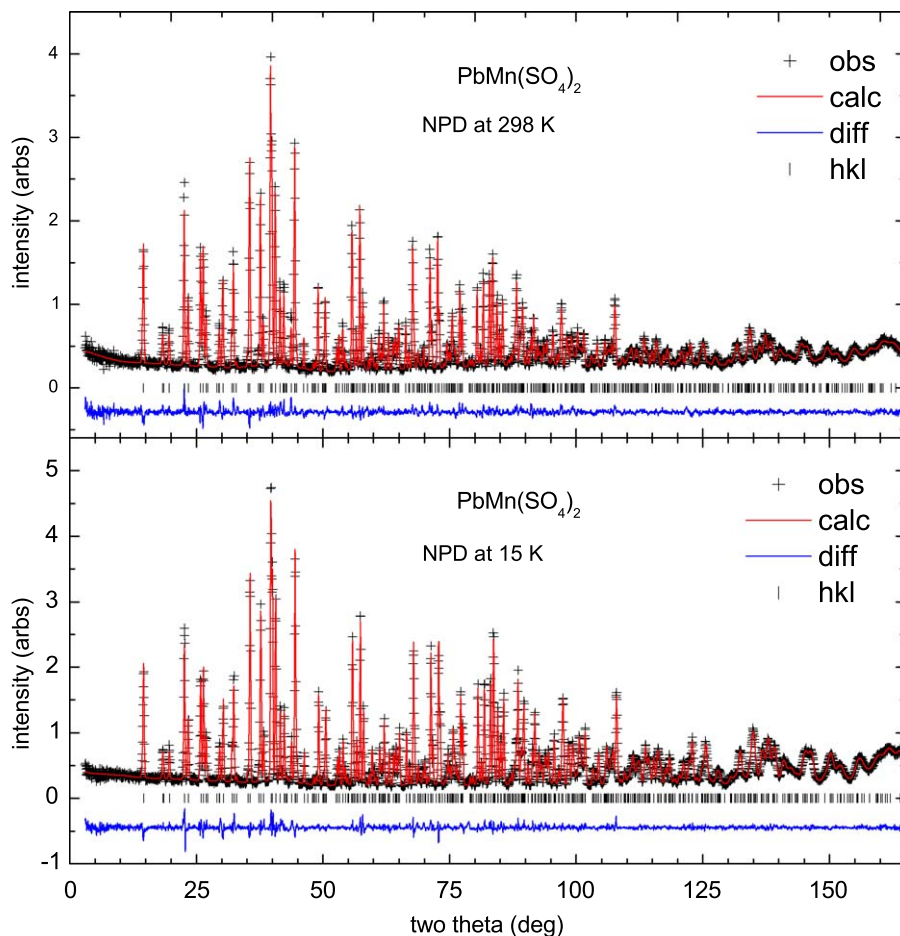 4
3
2
1
0
intensity (arbs)
PbMn(SO₄)₂
NPD at 298 K
obs
calc
diff
hkl
5
4
3
2
1
0
-1
intensity (arbs)
PbMn(SO₄)₂
NPD at 15 K
obs
calc
diff
hkl
0 25 50 75 100 125 150
two theta (deg)